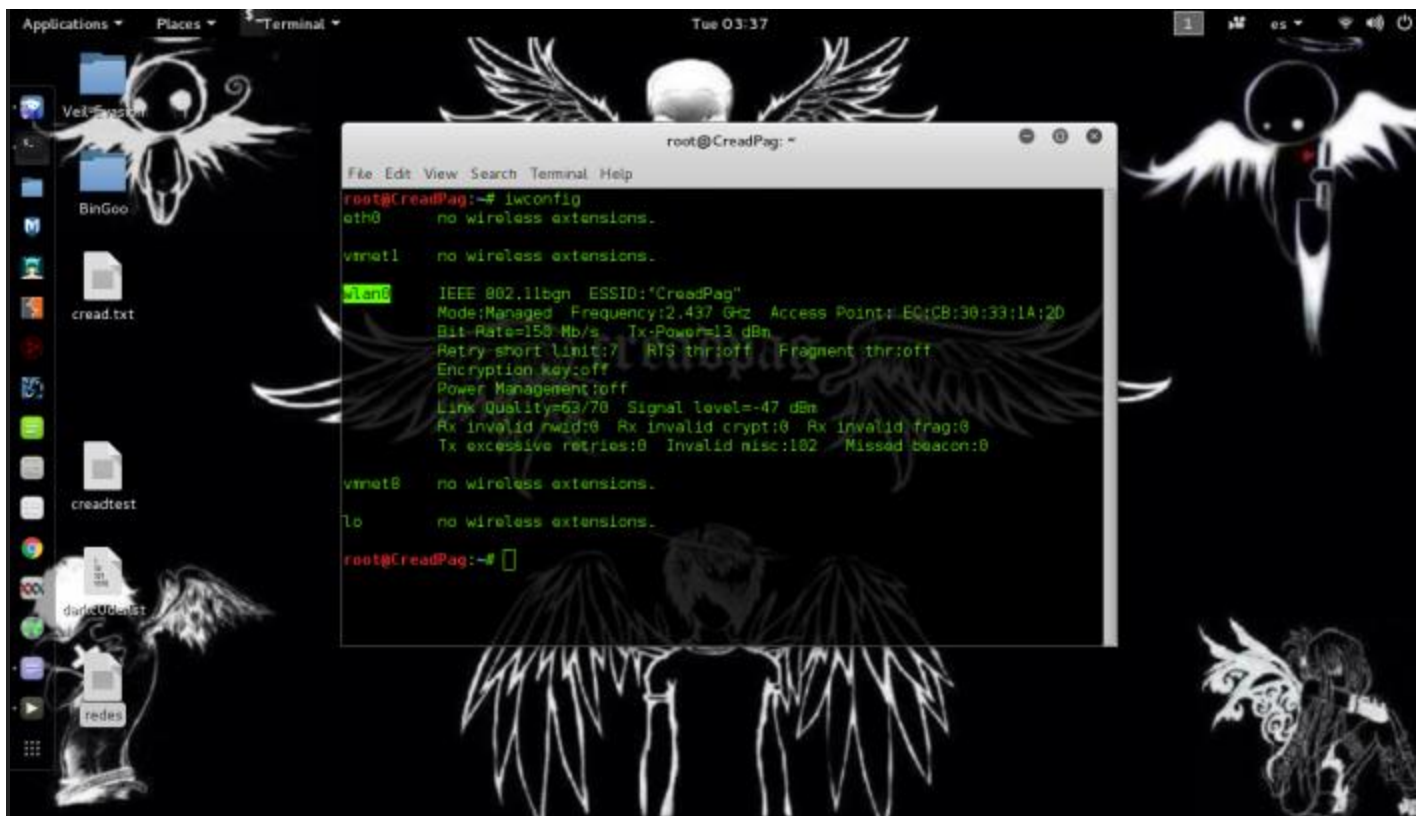 Applications Places Terminal Tue 03:37 1 es
Veil-Evasion
BinGoo
cread.txt
creadtest
redes
root@CreadPag: ~
File Edit View Search Terminal Help
root@CreadPag:~# iwconfig
eth0 no wireless extensions.
vmnet1 no wireless extensions.
wlan0 IEEE 802.11bgn ESSID:"CreadPag"
Mode:Managed Frequency:2.437 GHz Access Point: EC:CB:30:33:1A:2D
Bit Rate=150 Mb/s Tx-Power=13 dBm
Retry short limit:7 RTS thr:off Fragment thr:off
Encryption key:off
Power Management:off
Link Quality=63/70 Signal level=-47 dBm
Rx invalid nwid:0 Rx invalid crypt:0 Rx invalid frag:0
Tx excessive retries:0 Invalid misc:102 Missed beacon:0
vmnet8 no wireless extensions.
lo no wireless extensions.
root@CreadPag:~#
creadpag